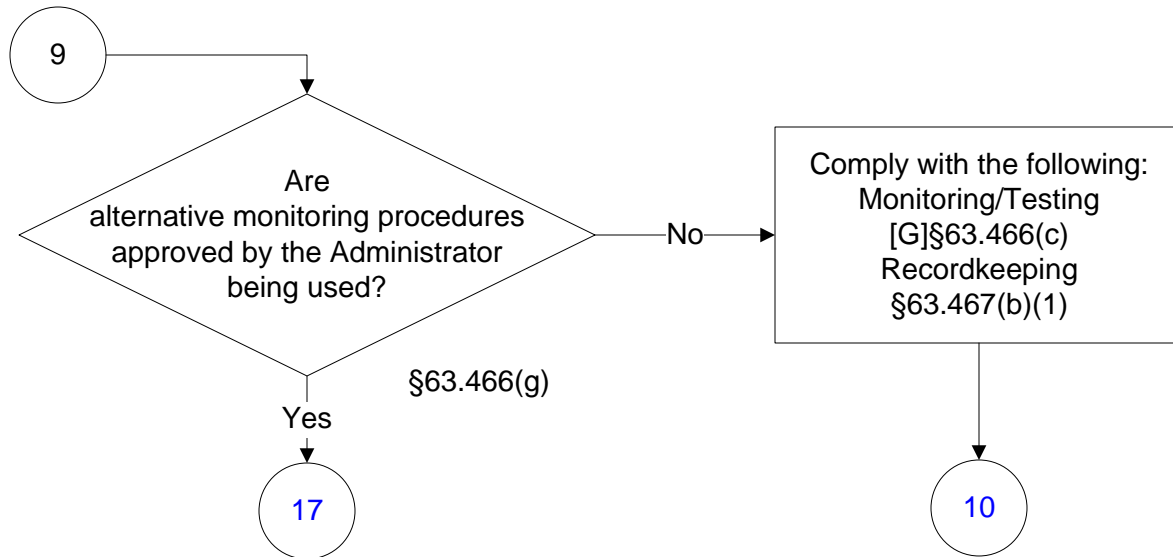 9
Are
alternative monitoring procedures
approved by the Administrator
being used?
No
Comply with the following:
Monitoring/Testing
[G]§63.466(c)
Recordkeeping
§63.467(b)(1)
§63.466(g)
Yes
17
10